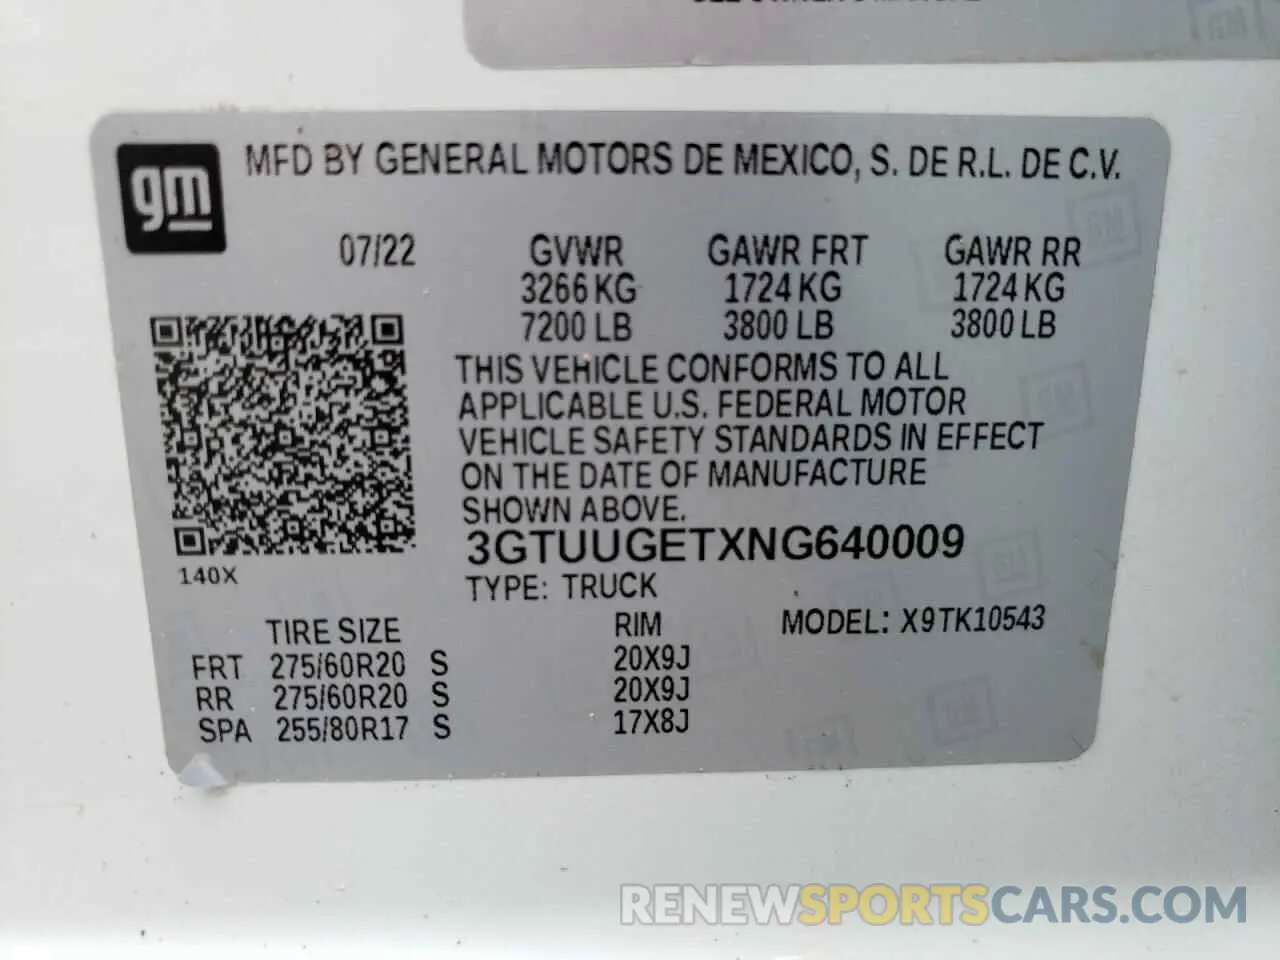 MFD BY GENERAL MOTORS DE MEXICO, S. DE R.L. DE C.V.
gm
07/22 GVWR GAWR FRT GAWR RR
3266 KG 1724 KG 1724 KG
7200 LB 3800 LB 3800 LB
THIS VEHICLE CONFORMS TO ALL
APPLICABLE U.S. FEDERAL MOTOR
VEHICLE SAFETY STANDARDS IN EFFECT
ON THE DATE OF MANUFACTURE
SHOWN ABOVE.
3GTUUGETXNG640009
140X
TYPE: TRUCK
TIRE SIZE RIM MODEL: X9TK10543
FRT 275/60R20 S 20X9J
RR 275/60R20 S 20X9J
SPA 255/80R17 S 17X8J
RENEWSPORTSCARS.COM